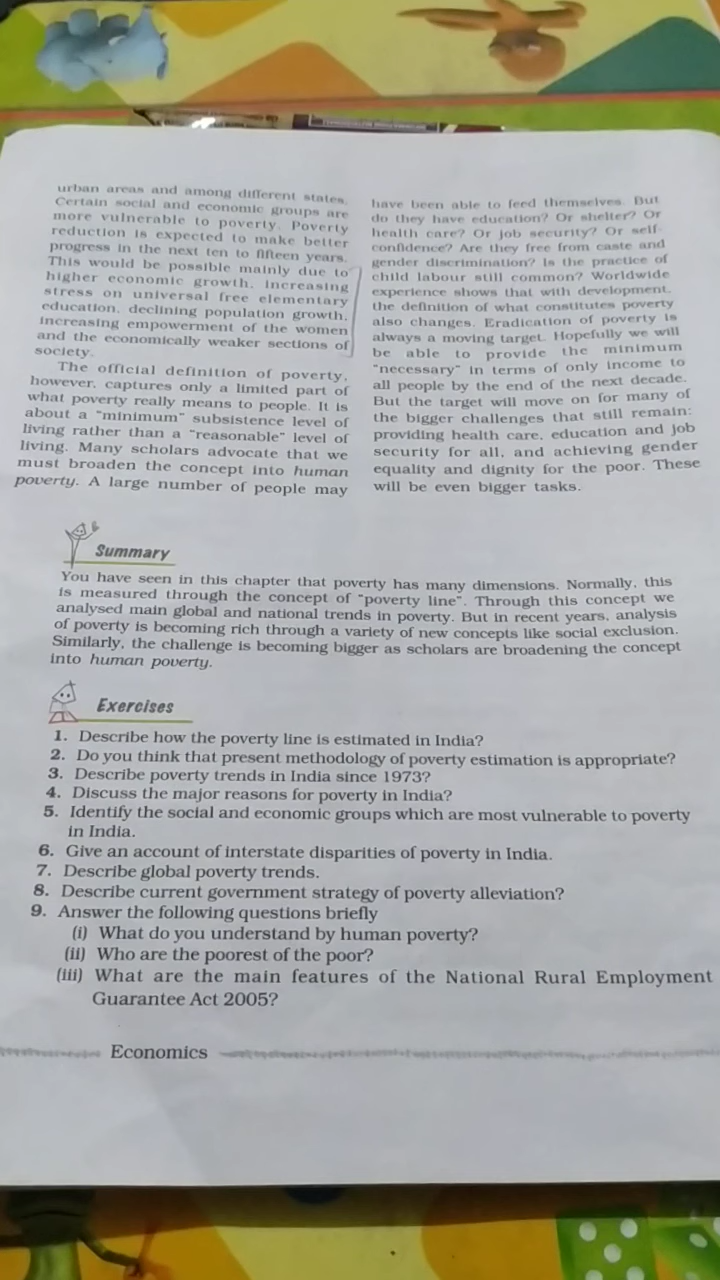 urban areas and among different states.
Certain social and economic groups are
more vulnerable to poverty. Poverty
reduction is expected to make better
progress in the next ten to fifteen years.
This would be possible mainly due to
higher economic growth, increasing
stress on universal free elementary
education, declining population growth,
increasing empowerment of the women
and the economically weaker sections of
society.
The official definition of poverty,
however, captures only a limited part of
what poverty really means to people. It is
about a "minimum" subsistence level of
living rather than a "reasonable" level of
living. Many scholars advocate that we
must broaden the concept into human
poverty. A large number of people may
have been able to feed themselves. But
do they have education? Or shelter? Or
health care? Or job security? Or self-
confidence? Are they free from caste and
gender discrimination? Is the practice of
child labour still common? Worldwide
experience shows that with development,
the definition of what constitutes poverty
also changes. Eradication of poverty is
always a moving target. Hopefully we will
be able to provide the minimum
"necessary" in terms of only income to
all people by the end of the next decade.
But the target will move on for many of
the bigger challenges that still remain:
providing health care, education and job
security for all, and achieving gender
equality and dignity for the poor. These
will be even bigger tasks.
Summary
You have seen in this chapter that poverty has many dimensions. Normally, this
is measured through the concept of "poverty line". Through this concept we
analysed main global and national trends in poverty. But in recent years, analysis
of poverty is becoming rich through a variety of new concepts like social exclusion.
Similarly, the challenge is becoming bigger as scholars are broadening the concept
into human poverty.
Exercises
1. Describe how the poverty line is estimated in India?
2. Do you think that present methodology of poverty estimation is appropriate?
3. Describe poverty trends in India since 1973?
4. Discuss the major reasons for poverty in India?
5. Identify the social and economic groups which are most vulnerable to poverty
in India.
6. Give an account of interstate disparities of poverty in India.
7. Describe global poverty trends.
8. Describe current government strategy of poverty alleviation?
9. Answer the following questions briefly
(i) What do you understand by human poverty?
(ii) Who are the poorest of the poor?
(iii) What are the main features of the National Rural Employment
Guarantee Act 2005?
Economics